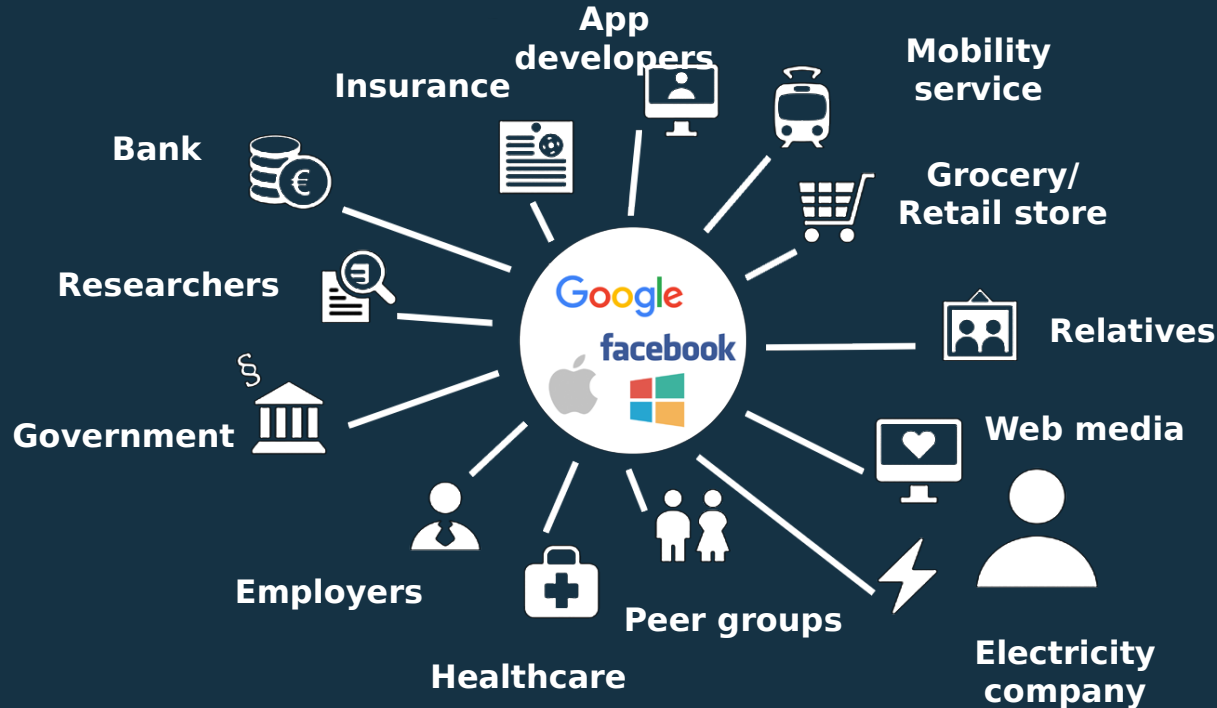 App
developers
Mobility
service
Insurance
Bank
€
Grocery/
Retail store
Researchers
Google
facebook
Relatives
§
Government
Web media
Employers
Peer groups
Healthcare
Electricity
company